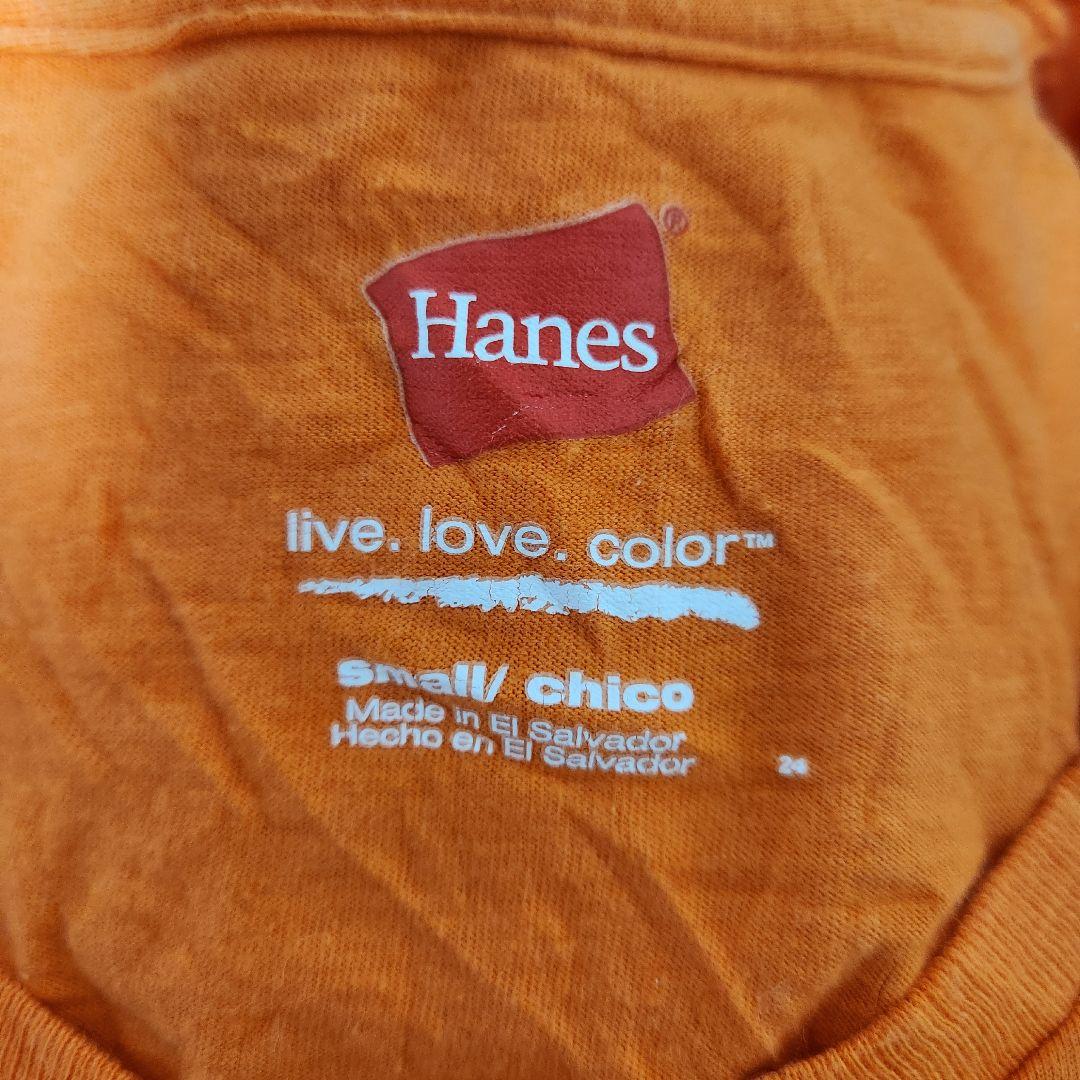 Hanes®
live. love. color™
small/ chico
Made in El Salvador
Hecho en El Salvador
24